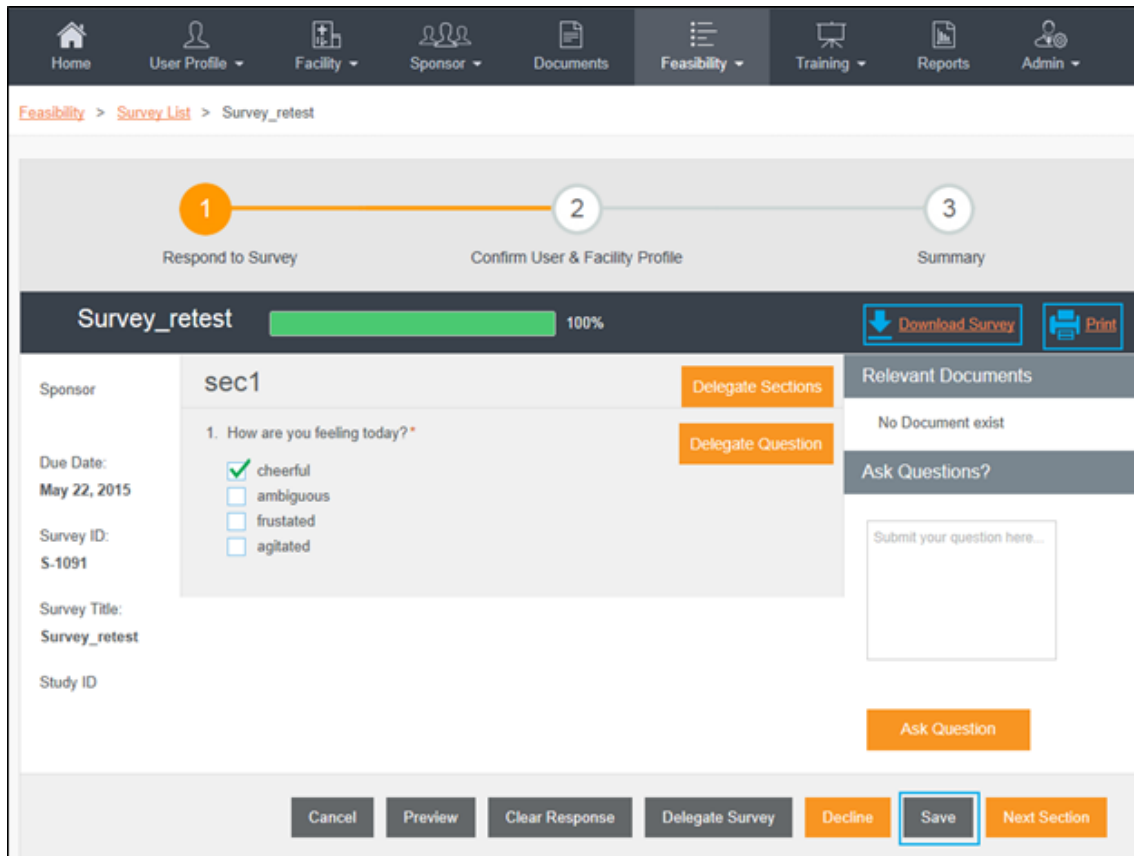 Home User Profile Facility Sponsor Documents Feasibility Training Reports Admin
Feasibility > Survey List > Survey_retest
1 2 3
Respond to Survey Confirm User & Facility Profile Summary
Survey_retest 100% Download Survey Print
Sponsor
Due Date:
May 22, 2015
Survey ID:
S-1091
Survey Title:
Survey_retest
Study ID
sec1 Delegate Sections
1. How are you feeling today?* Delegate Question
cheerful
ambiguous
frustated
agitated
Relevant Documents
No Document exist
Ask Questions?
Submit your question here...
Ask Question
Cancel Preview Clear Response Delegate Survey Decline Save Next Section